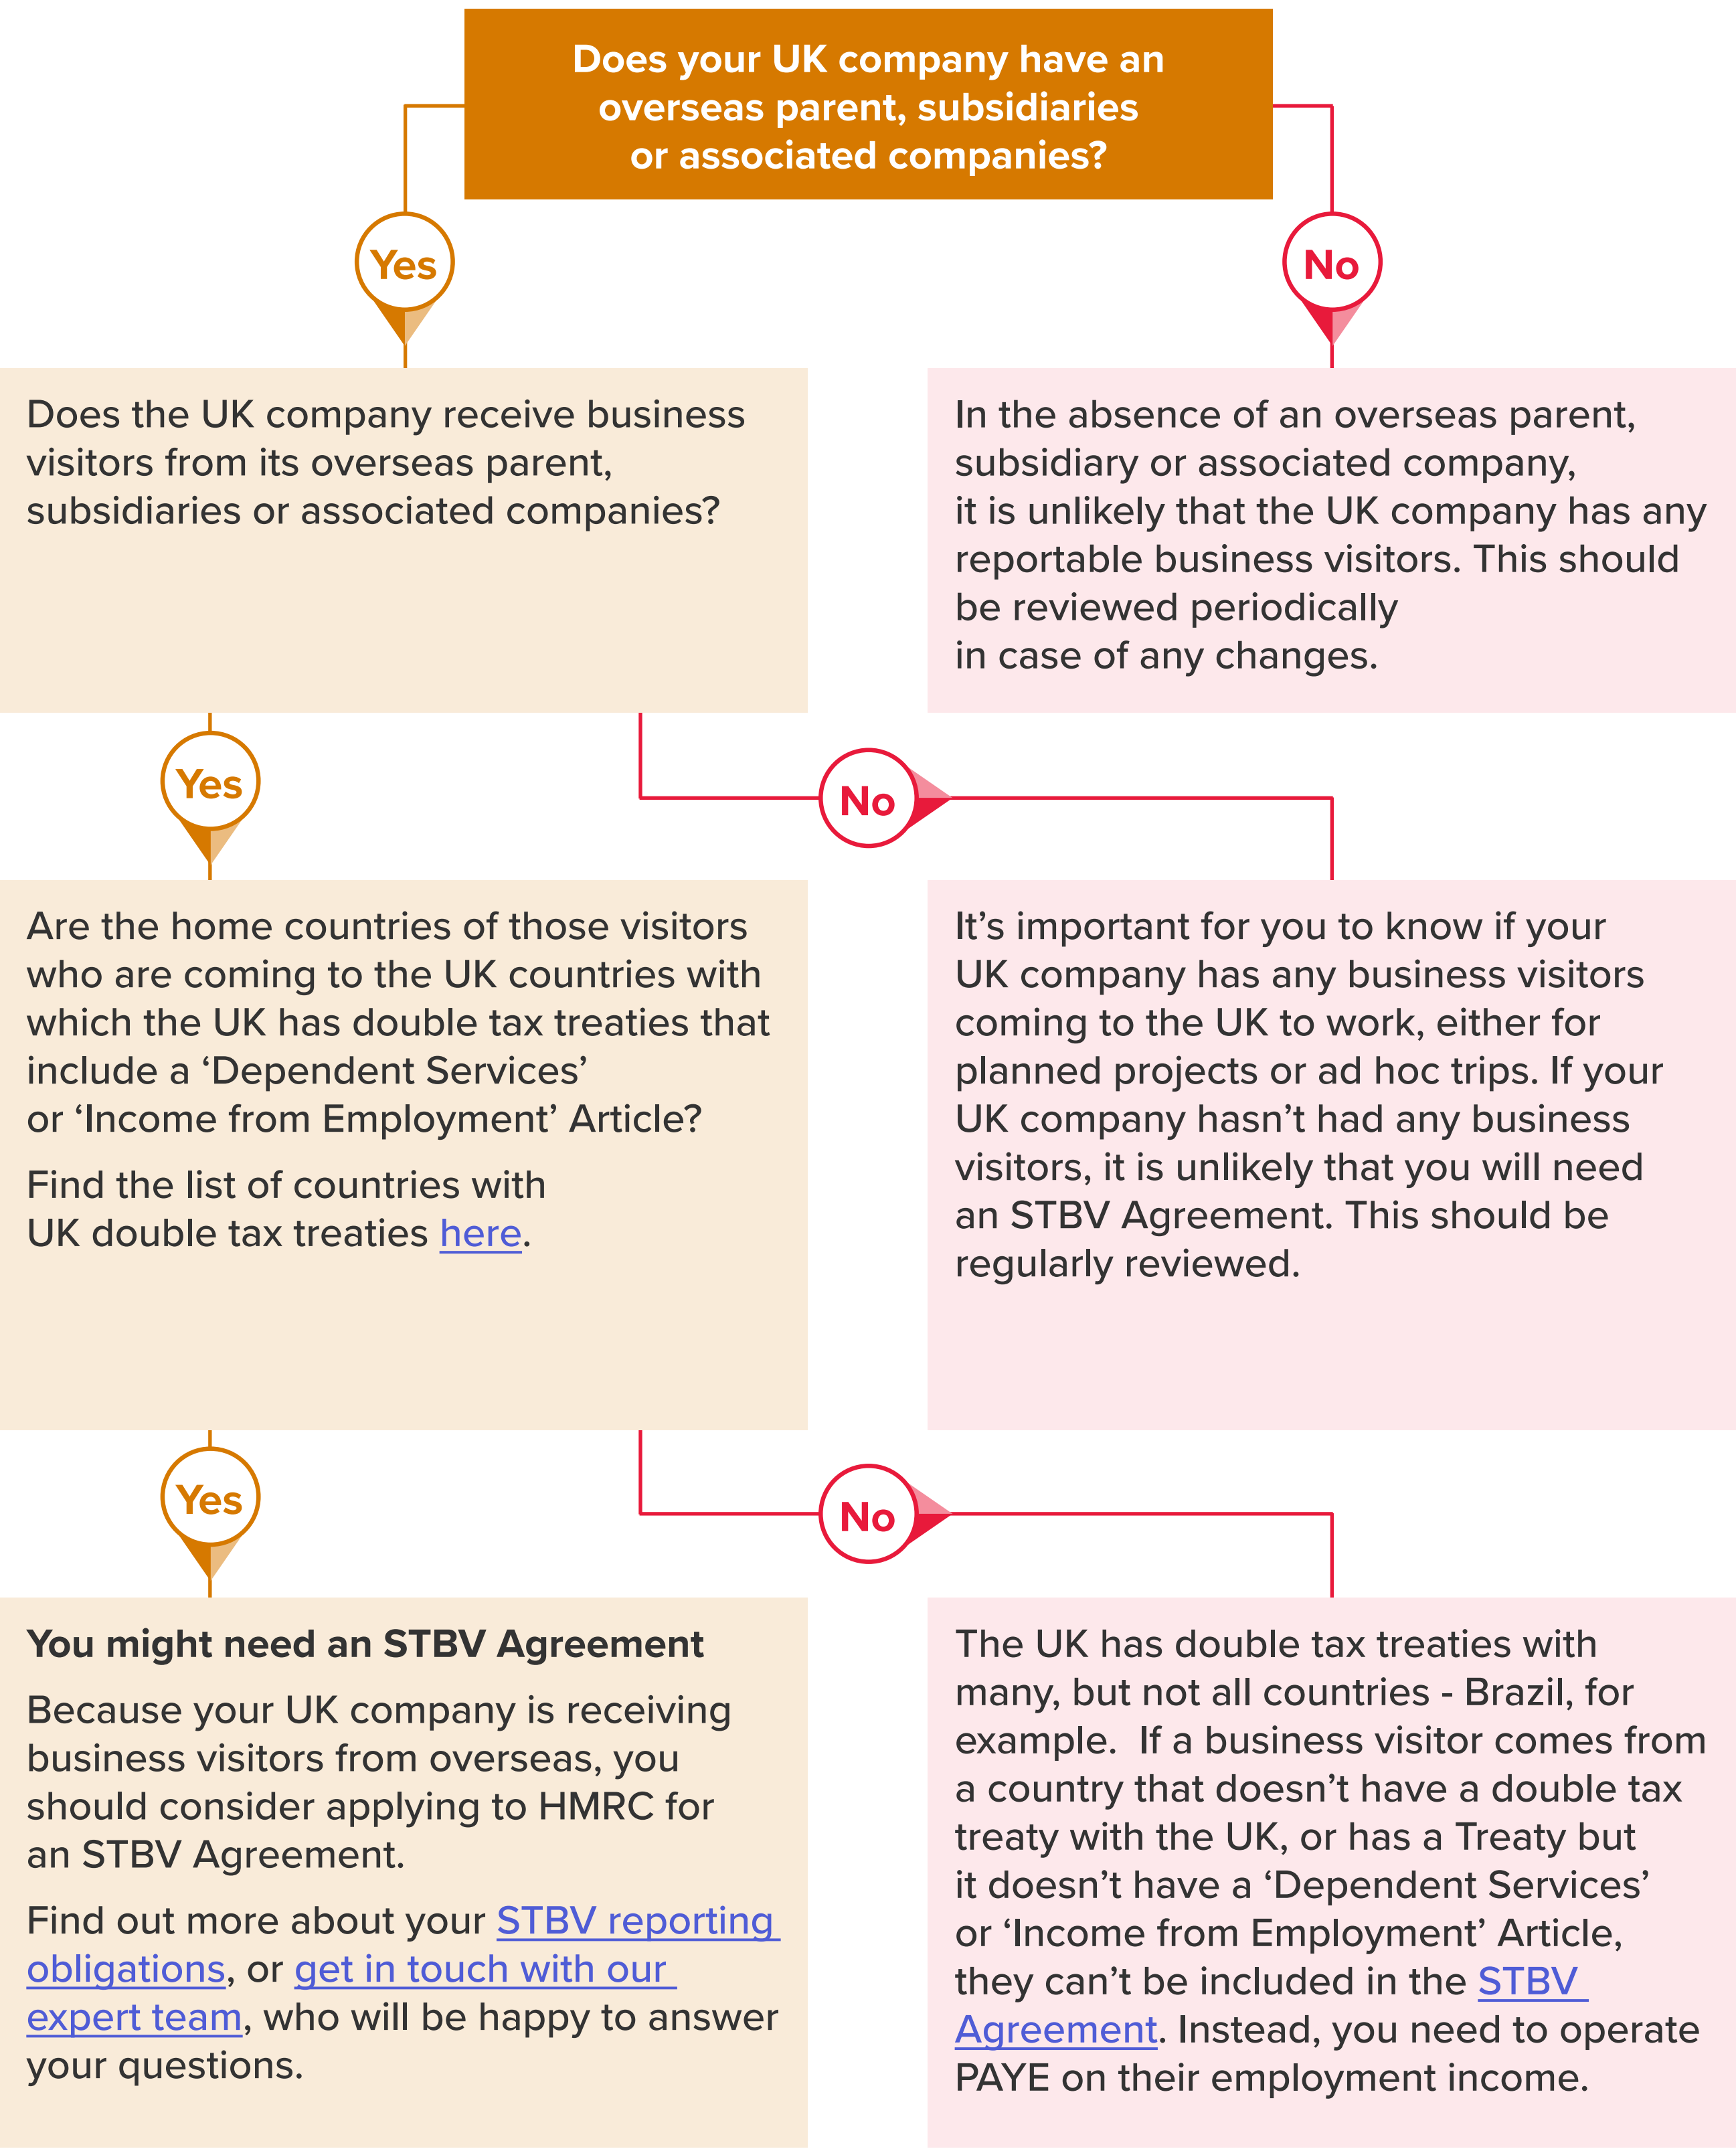 Does your UK company have an
overseas parent, subsidiaries
or associated companies?
Yes
No
Does the UK company receive business
visitors from its overseas parent,
subsidiaries or associated companies?
In the absence of an overseas parent,
subsidiary or associated company,
it is unlikely that the UK company has any
reportable business visitors. This should
be reviewed periodically
in case of any changes.
Yes
No
Are the home countries of those visitors
who are coming to the UK countries with
which the UK has double tax treaties that
include a ‘Dependent Services’
or ‘Income from Employment’ Article?
Find the list of countries with
UK double tax treaties here.
It’s important for you to know if your
UK company has any business visitors
coming to the UK to work, either for
planned projects or ad hoc trips. If your
UK company hasn’t had any business
visitors, it is unlikely that you will need
an STBV Agreement. This should be
regularly reviewed.
Yes
No
You might need an STBV Agreement
Because your UK company is receiving
business visitors from overseas, you
should consider applying to HMRC for
an STBV Agreement.
Find out more about your STBV reporting
obligations, or get in touch with our
expert team, who will be happy to answer
your questions.
The UK has double tax treaties with
many, but not all countries - Brazil, for
example.  If a business visitor comes from
a country that doesn’t have a double tax
treaty with the UK, or has a Treaty but
it doesn’t have a ‘Dependent Services’
or ‘Income from Employment’ Article,
they can’t be included in the STBV
Agreement. Instead, you need to operate
PAYE on their employment income.